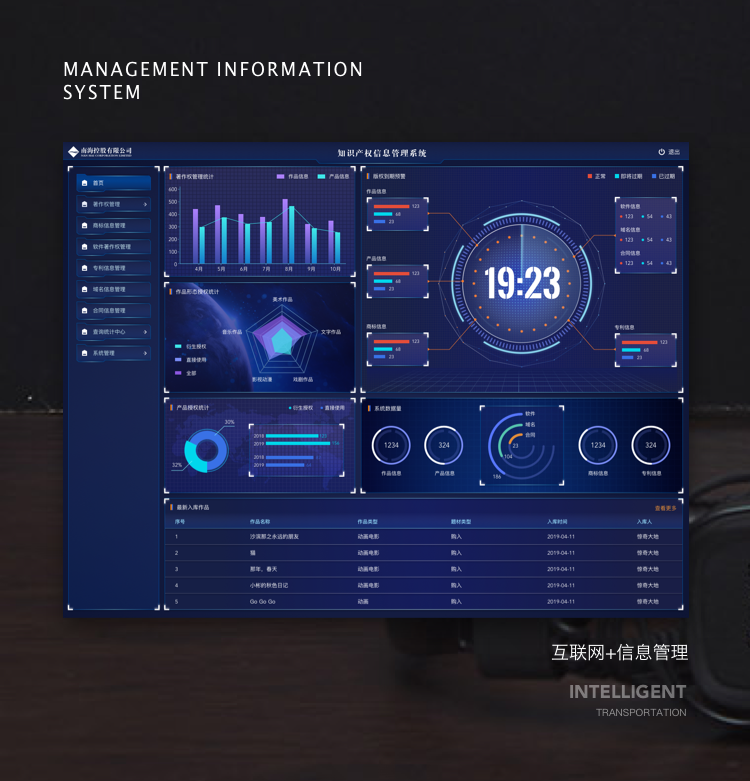 MANAGEMENT INFORMATION
SYSTEM
南海控股有限公司
知识产权信息管理系统
退出
首页
著作权管理
商标信息管理
软件著作权管理
专利信息管理
域名信息管理
合同信息管理
查询统计中心
系统管理
著作权管理统计
作品信息
产品信息
600
500
400
300
200
100
0
4月 5月 6月 7月 8月 9月 10月
作品形态授权统计
美术作品
音乐作品
文字作品
影视动漫
戏剧作品
衍生授权
直接使用
全部
版权到期预警
正常 即将过期 已过期
作品信息
123
68
23
产品信息
123
68
23
商标信息
123
68
23
19:23
软件信息
123 54 43
域名信息
123 54 43
合同信息
123 54 43
专利信息
123
68
23
产品授权统计
衍生授权 直接使用
30%
32%
2018
2019
2018
2019
系统数据量
1234
作品信息
324
产品信息
软件
域名
合同
23
104
186
1234
商标信息
324
专利信息
最新入库作品
查看更多
序号 作品名称 作品类型 题材类型 入库时间 入库人
1 沙漠那之永远的朋友 动画电影 购入 2019-04-11 惊奇大地
2 猫 动画电影 购入 2019-04-11 惊奇大地
3 那年，春天 动画电影 购入 2019-04-11 惊奇大地
4 小彬的秋色日记 动画电影 购入 2019-04-11 惊奇大地
5 Go Go Go 动画 购入 2019-04-11 惊奇大地
互联网+信息管理
INTELLIGENT
TRANSPORTATION